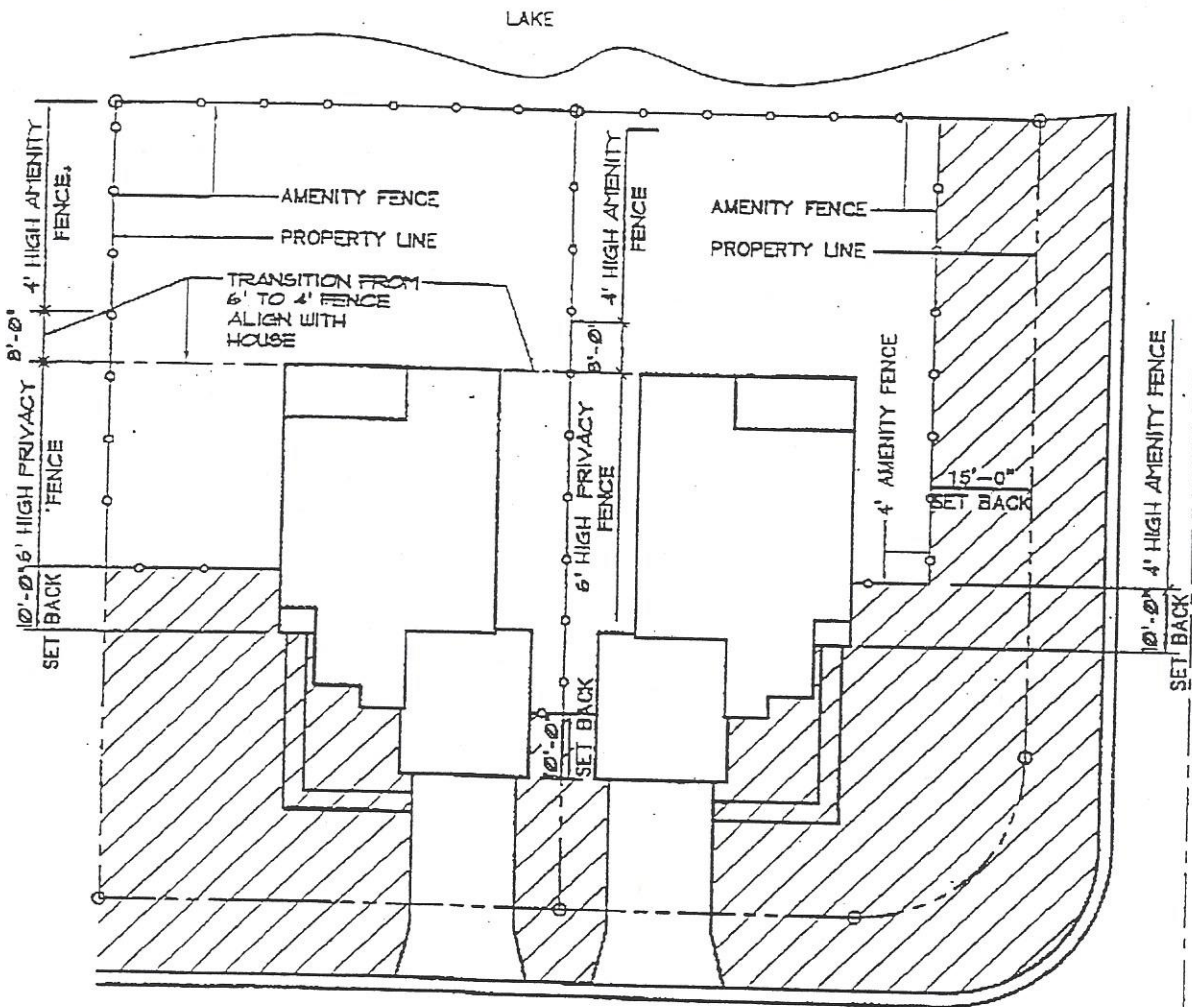 LAKE
4' HIGH AMENITY
FENCE.
AMENITY FENCE
PROPERTY LINE
TRANSITION FROM
6' TO 4' FENCE
ALIGN WITH
HOUSE
8'-0"
6' HIGH PRIVACY
FENCE
10'-0"
SET BACK
4' HIGH AMENITY
FENCE
8'-0'
6' HIGH PRIVACY
FENCE
10'-0"
SET BACK
AMENITY FENCE
PROPERTY LINE
4' AMENITY FENCE
15'-0"
SET BACK
4' HIGH AMENITY FENCE
10'-0"
SET BACK